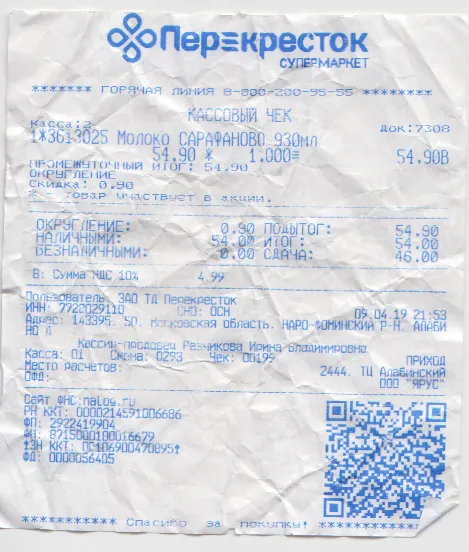 Перекресток
СУПЕРМАРКЕТ
******* ГОРЯЧАЯ ЛИНИЯ 8-800-200-95-55 ********
КАССОВЫЙ ЧЕК
Касса:2 Док:7308
1*3613025 Молоко САРАФАНОВО 930мл
54.90 * 1.000= 54.90В
ПРОМЕЖУТОЧНЫЙ ИТОГ: 54.90
ОКРУГЛЕНИЕ
Скидка: 0.90
товар участвует в акции.
ОКРУГЛЕНИЕ: 0.90 ПОДЫТОГ: 54.90
НАЛИЧНЫМИ: 54.00 ИТОГ: 54.00
БЕЗНАЛИЧНЫМИ: 0.00 СДАЧА: 46.00
В: Сумма НДС 10% 4.99
Пользователь: ЗАО ТД Перекресток
ИНН: 7728029110 СНО: ОСН 09.04.19 21:53
Адрес: 143395, 50, Московская область, НАРО-ФОМИНСКИЙ Р-Н, АЛАБИ
НО Д
Кассир-продавец Разчикова Ирина Владимировна
Касса: 01 Смена: 0293 Чек: 00199 ПРИХОД
Место расчетов: 2444. ТЦ Алабинский
ОФД: ООО "ЯРУС"
Сайт ФНС:nalog.ru
РН ККТ: 0000214591006686
ФП: 2922419904
ФН: 8715000100016679
ЗН ККТ: 0С1069004708951
ФД: 0000056405
*********** Спасибо за покупку! ***********